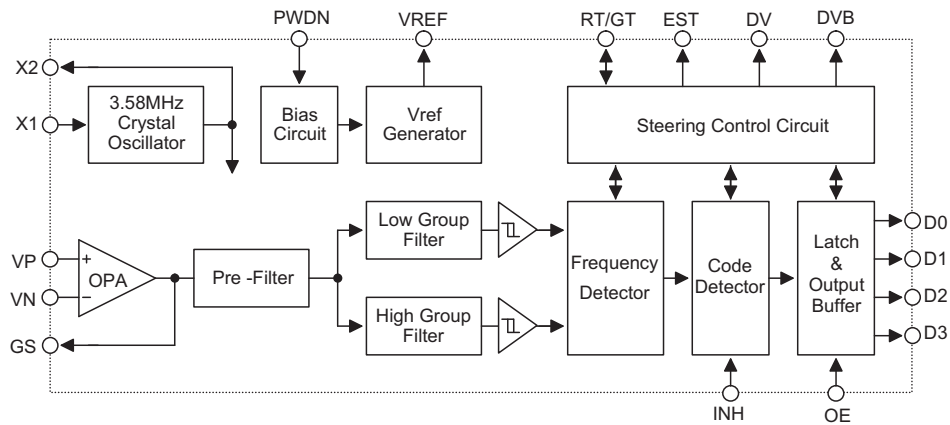 PWDN
VREF
RT/GT
EST
DV
DVB
X2
X1
3.58MHz
Crystal
Oscillator
Bias
Circuit
Vref
Generator
Steering Control Circuit
VP
VN
GS
+
−
OPA
Pre -Filter
Low Group
Filter
High Group
Filter
Frequency
Detector
Code
Detector
Latch
&
Output
Buffer
D0
D1
D2
D3
INH
OE